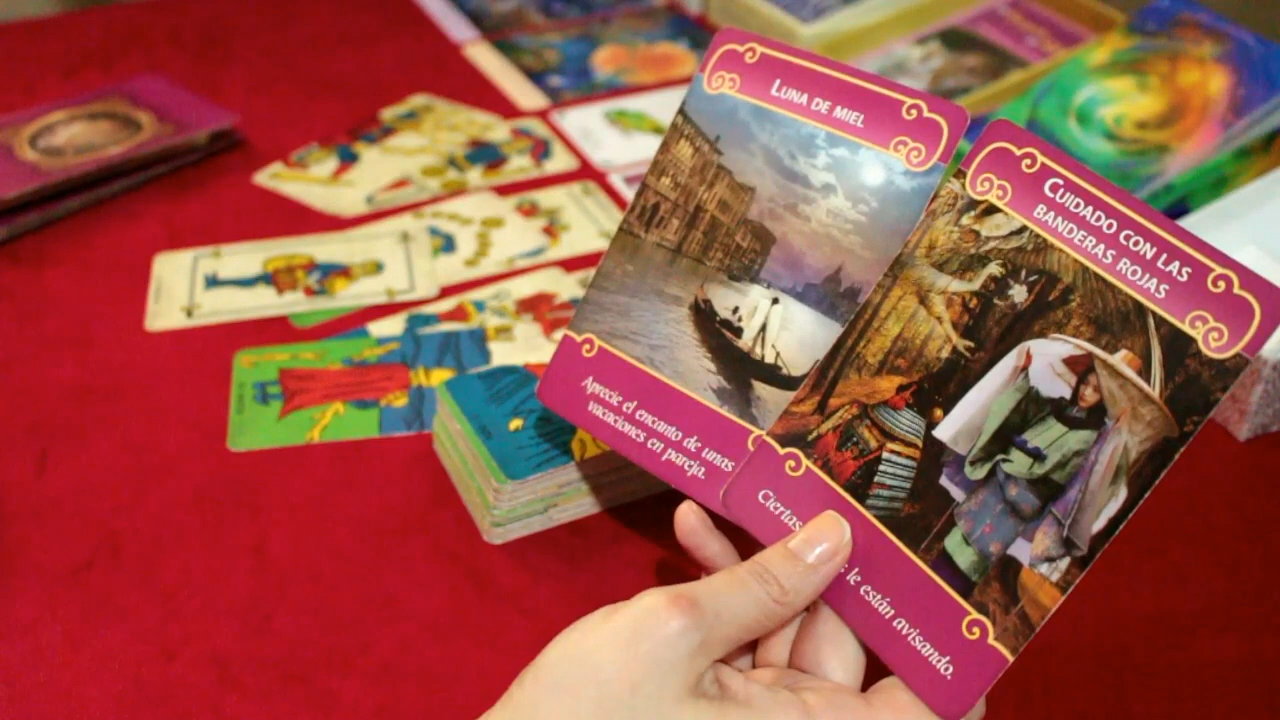 LUNA DE MIEL
Aprecie el encanto de unas
vacaciones en pareja.
CUIDADO CON LAS
BANDERAS ROJAS
Ciertas
le están avisando.